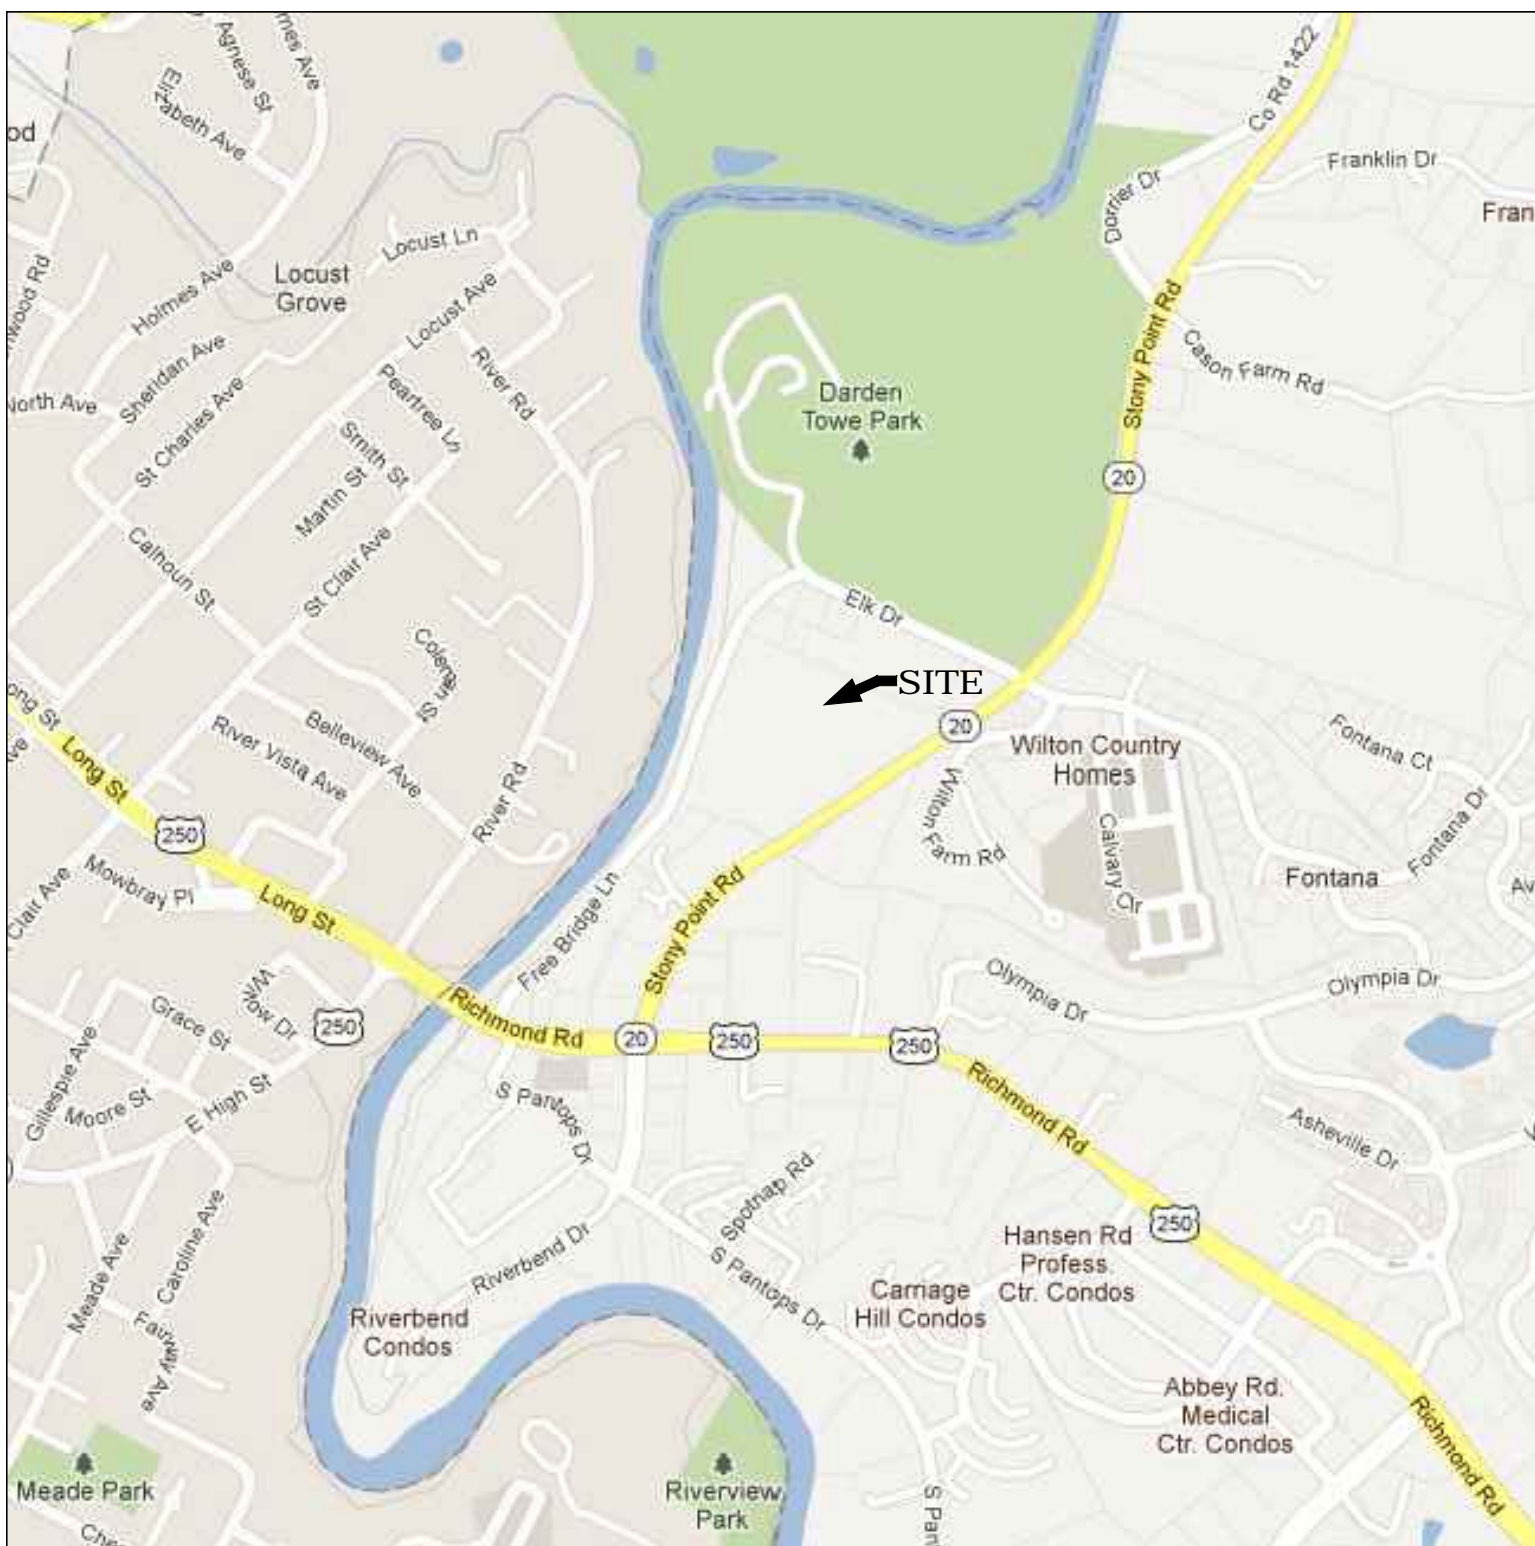 Agnese St
Elizabeth Ave
Co Rd 1422
Franklin Dr
Dorrier Dr
Fran
Locust Ln
Locust
Grove
Holmes Ave
Locust Ave
Stony Point Rd
Sheridan Ave
River Rd
Cason Farm Rd
North Ave
St Charles Ave
Peartree Ln
Darden
Towe Park
Smith St
Martin St
20
Calhoun St
St Clair Ave
Elk Dr
Coleman St
SITE
Long St
Belleview Ave
River Vista Ave
20
Wilton Country
Homes
Fontana Ct
Long St
River Rd
Wilton Farm Rd
Calvary Cir
Fontana Dr
250
Mowbray Pl
Clair Ave
Long St
Stony Point Rd
Fontana
Av
Free Bridge Ln
Willow Dr
Olympia Dr
Olympia Dr
Grace St
250
Richmond Rd
20
250
250
Gillespie Ave
Moore St
E High St
S Pantops Dr
Richmond Rd
Asheville Dr
Spotnap Rd
250
Caroline Ave
Meade Ave
Fairway Ave
Riverbend Dr
S Pantops Dr
Hansen Rd
Profess.
Ctr. Condos
Carriage
Hill Condos
Riverbend
Condos
Abbey Rd.
Medical
Ctr. Condos
Richmond Rd
Meade Park
Riverview
Park
S Pan
Che